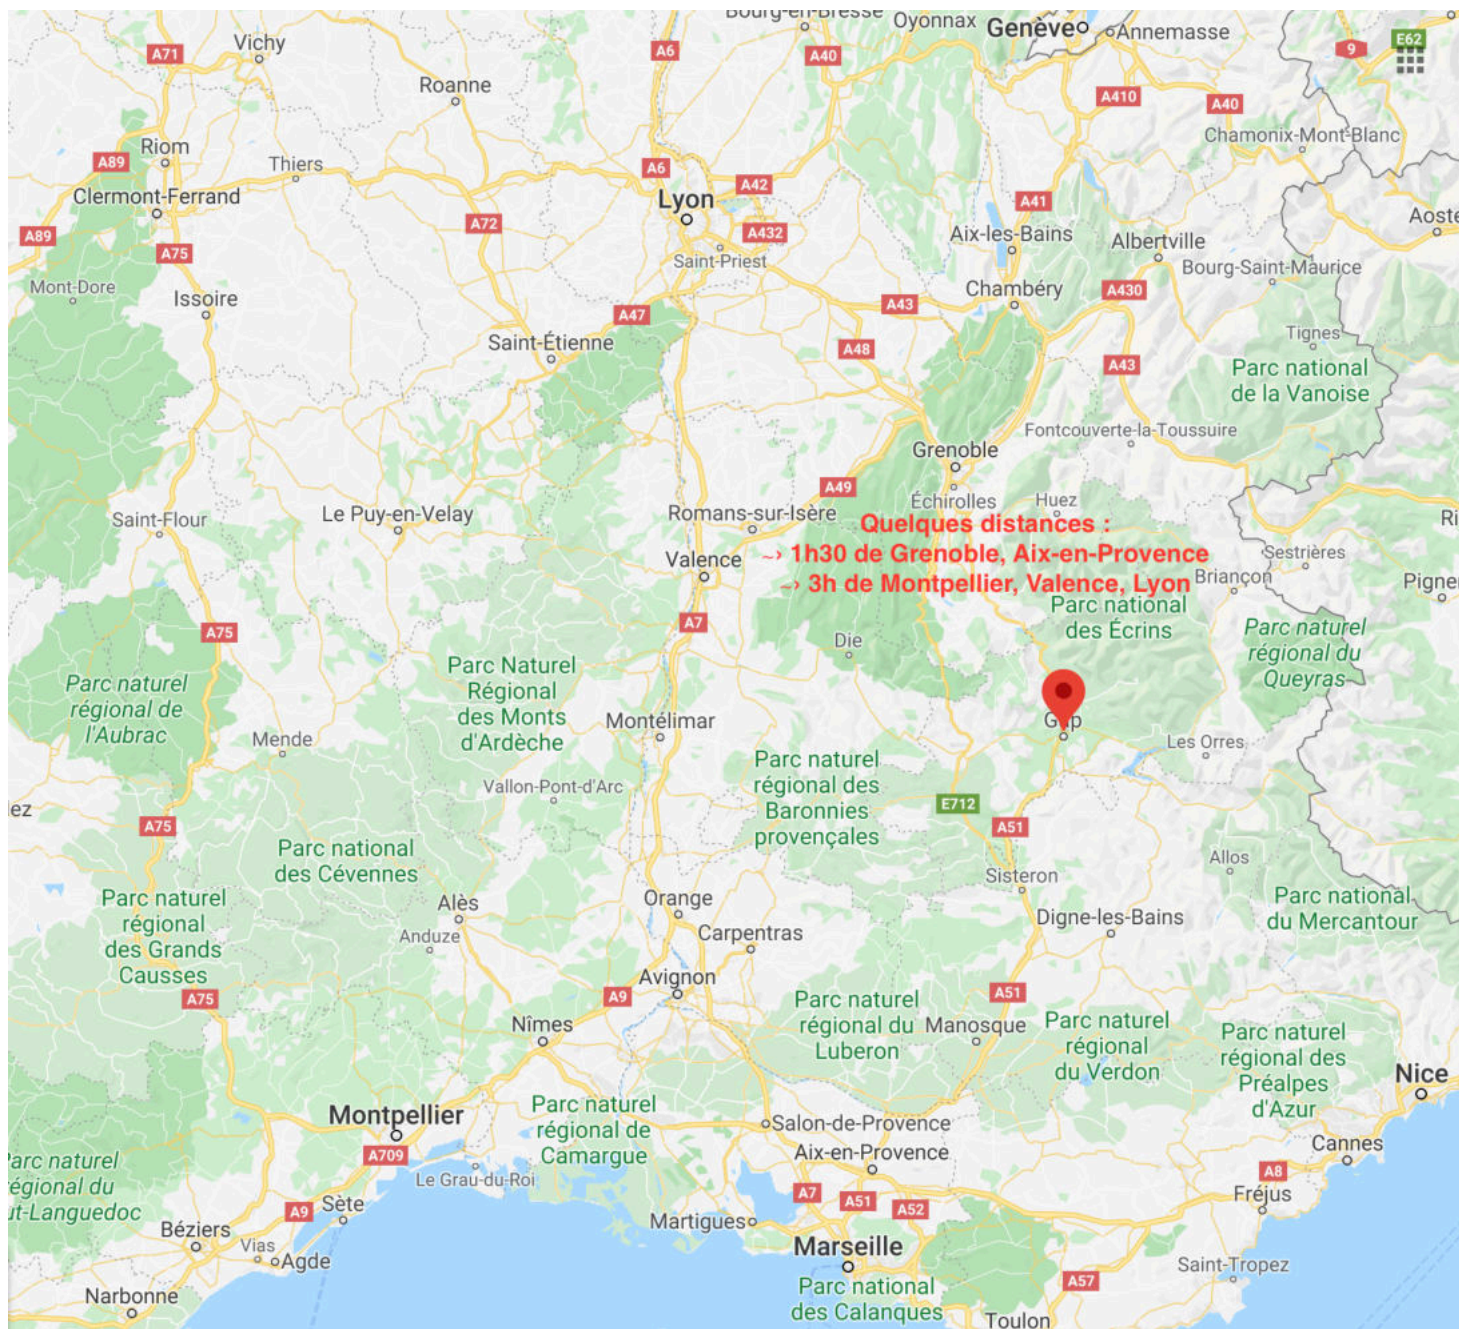 Bourg-en-Bresse
Oyonnax
Genève
Annemasse
E62
9
A71
Vichy
A6
A40
Roanne
A410
A40
Chamonix-Mont-Blanc
Riom
A89
Thiers
A6
A42
Clermont-Ferrand
Lyon
A41
Aoste
A89
A75
A72
A432
Aix-les-Bains
Albertville
Saint-Priest
Bourg-Saint-Maurice
Mont-Dore
Issoire
A47
A43
Chambéry
A430
Tignes
Saint-Étienne
A48
A43
Parc national
de la Vanoise
Fontcouverte-la-Toussuire
Grenoble
A49
Échirolles
Huez
Saint-Flour
Le Puy-en-Velay
Romans-sur-Isère
Quelques distances :
~› 1h30 de Grenoble, Aix-en-Provence
~› 3h de Montpellier, Valence, Lyon
Ri
Sestrières
Valence
Briançon
Pigner
Parc national
des Écrins
A75
A7
Die
Parc naturel
régional du
Queyras
Parc naturel
régional de
l'Aubrac
Parc Naturel
Régional
des Monts
d'Ardèche
Montélimar
Gap
Mende
Les Orres
Vallon-Pont-d'Arc
Parc naturel
régional des
Baronnies
provençales
ez
A75
E712
A51
Parc national
des Cévennes
Allos
Sisteron
Parc naturel
régional
des Grands
Causses
Alès
Anduze
Orange
Carpentras
Digne-les-Bains
Parc national
du Mercantour
A75
A9
Avignon
A51
Nîmes
Parc naturel
régional du
Luberon
Manosque
Parc naturel
régional
du Verdon
Parc naturel
régional des
Préalpes
d'Azur
Nice
Montpellier
A709
Parc naturel
régional de
Camargue
Salon-de-Provence
Aix-en-Provence
Cannes
Parc naturel
égional du
ut-Languedoc
Le Grau-du-Roi
A8
A7
A51
A52
Fréjus
Sète
A9
Martigues
Béziers
Vias
Agde
Marseille
Saint-Tropez
Parc national
des Calanques
A57
Narbonne
Toulon